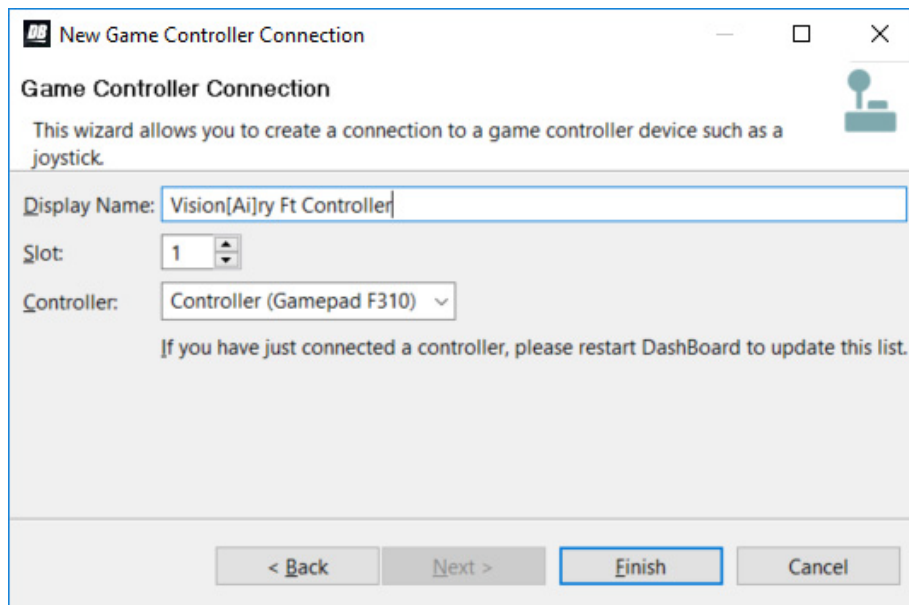 DB New Game Controller Connection
Game Controller Connection
This wizard allows you to create a connection to a game controller device such as a
joystick.
Display Name: Vision[Ai]ry Ft Controller
Slot: 1
Controller: Controller (Gamepad F310)
If you have just connected a controller, please restart DashBoard to update this list.
< Back Next > Finish Cancel